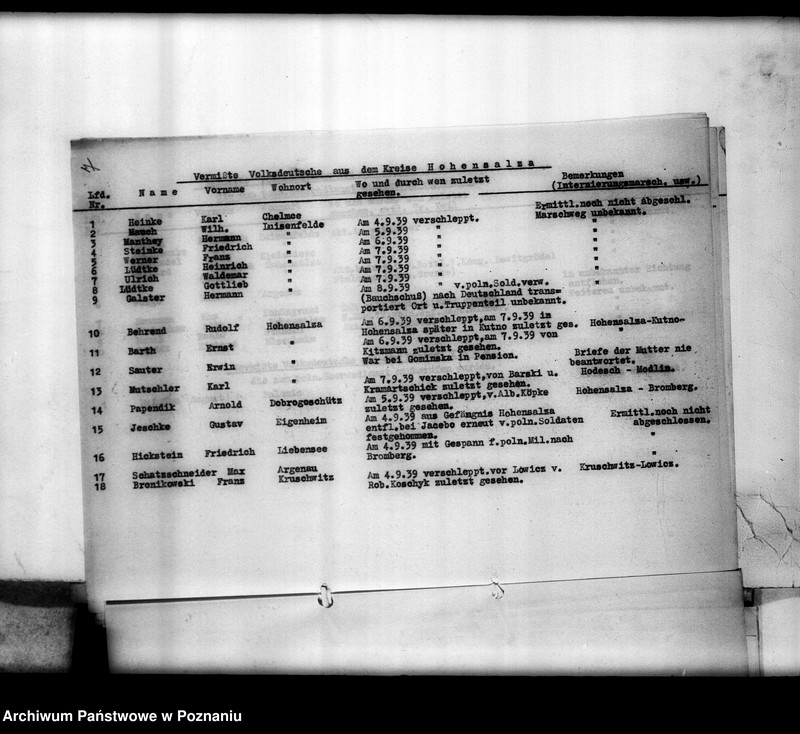 Vermißte Volksdeutsche aus dem Kreise Hohensalza
Lfd. Nr. Name Vorname Wohnort Wo und durch wen zuletzt gesehen. Bemerkungen (Internierungsmarsch. usw.)
1 Heinke Karl Chelmce Am 4.9.39 verschleppt. Ermittl.noch nicht abgeschl. Marschweg unbekannt.
2 Mauch Wilh. Luisenfelde Am 5.9.39 " "
3 Manthey Hermann " Am 6.9.39 " "
4 Steinke Friedrich " Am 7.9.39 " "
5 Werner Franz " Am 7.9.39 " "
6 Lüdtke Heinrich " Am 7.9.39 " "
7 Ulrich Waldemar " Am 7.9.39 " "
8 Lüdtke Gottlieb " Am 8.9.39 " v.poln.Sold.verw. "
9 Galster Hermann (Bauchschuß) nach Deutschland trans-
portiert Ort u.Truppenteil unbekannt.
10 Behrend Rudolf Hohensalza Am 6.9.39 verschleppt,am 7.9.39 in
Hohensalza später in Kutno zuletzt ges. Hohensalza-Kutno-
11 Barth Ernst " Am 6.9.39 verschleppt,am 7.9.39 von "
Kitzmann zuletzt gesehen.
12 Sauter Erwin " War bei Gominska in Pension. Briefe der Mutter nie
beantwortet.
13 Mutschler Karl " Am 7.9.39 verschleppt,von Barski u. Hodesch - Modlin.
Kramartschick zuletzt gesehen.
14 Papendik Arnold Dobrogoschütz Am 5.9.39 verschleppt,v.Alb.Köpke Hohensalza - Bromberg.
zuletzt gesehen.
15 Jeschke Gustav Eigenheim Am 4.9.39 aus Gefängnis Hohensalza Ermittl.noch nicht
entfl.bei Jacebo erneut v.poln.Soldaten abgeschlossen.
festgenommen.
16 Hickstein Friedrich Liebensee Am 4.9.39 mit Gespann f.poln.Mil.nach "
Bromberg.
17 Schatzschneider Max Argenau "
18 Bronikowski Franz Kruschwitz Am 4.9.39 verschleppt.vor Lowicz v. Kruschwitz-Lowicz.
Rob.Koschyk zuletzt gesehen.
Archiwum Państwowe w Poznaniu